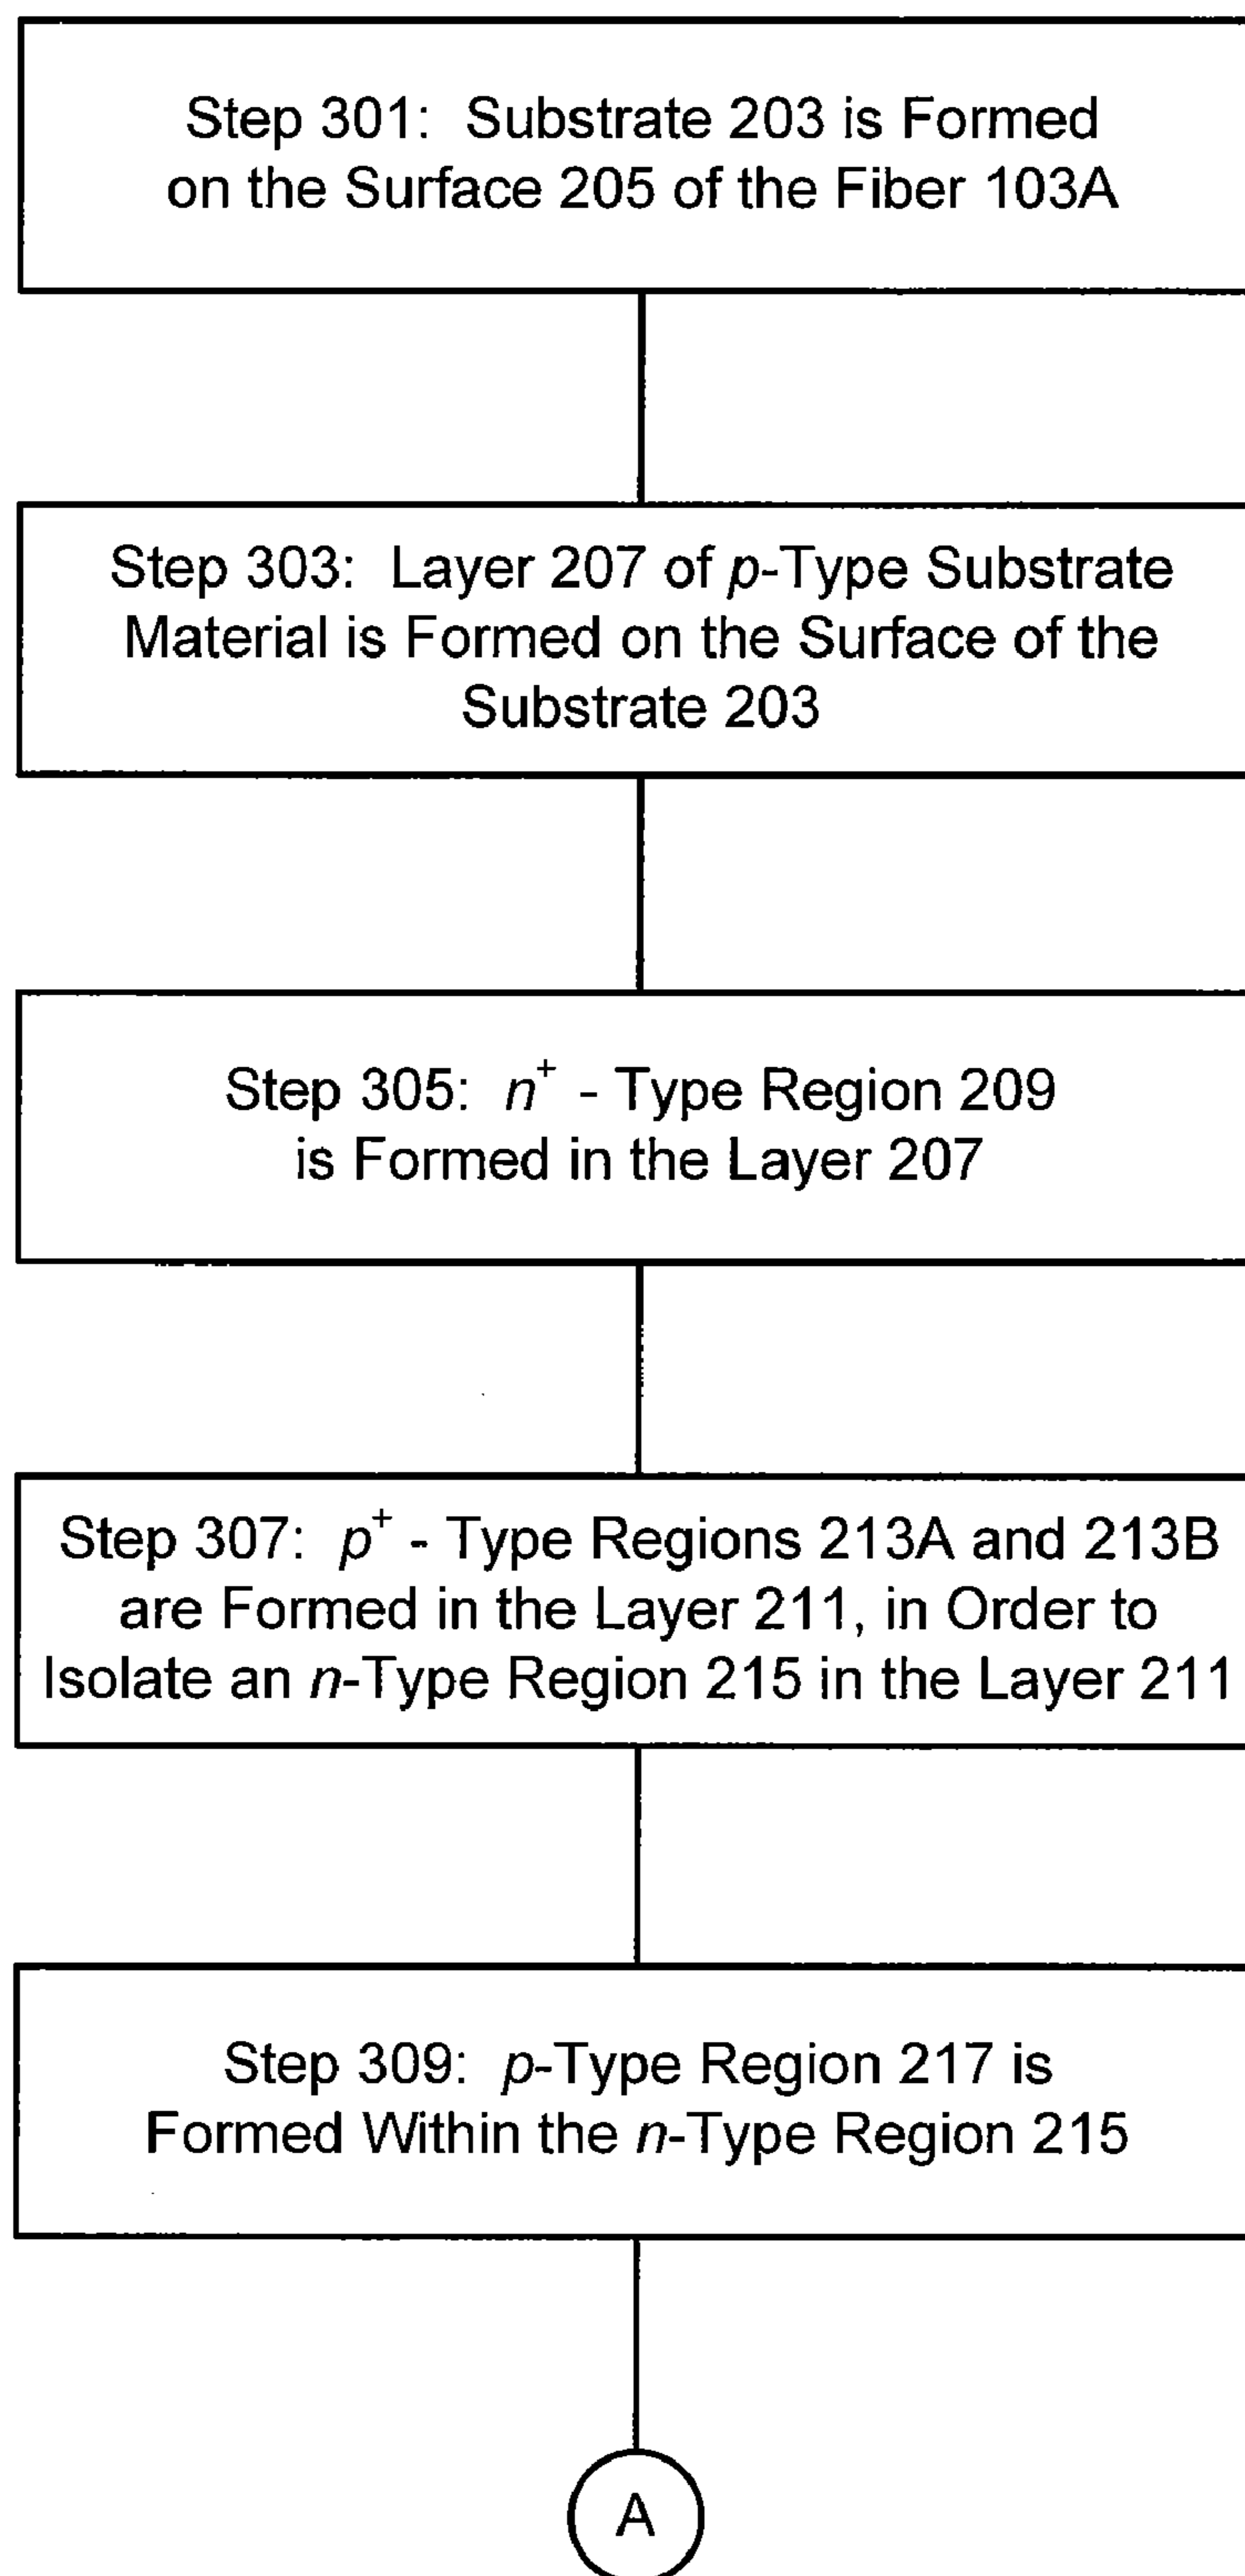 Step 301: Substrate 203 is Formed
on the Surface 205 of the Fiber 103A
Step 303: Layer 207 of p-Type Substrate
Material is Formed on the Surface of the
Substrate 203
Step 305: n⁺ - Type Region 209
is Formed in the Layer 207
Step 307: p⁺ - Type Regions 213A and 213B
are Formed in the Layer 211, in Order to
Isolate an n-Type Region 215 in the Layer 211
Step 309: p-Type Region 217 is
Formed Within the n-Type Region 215
A